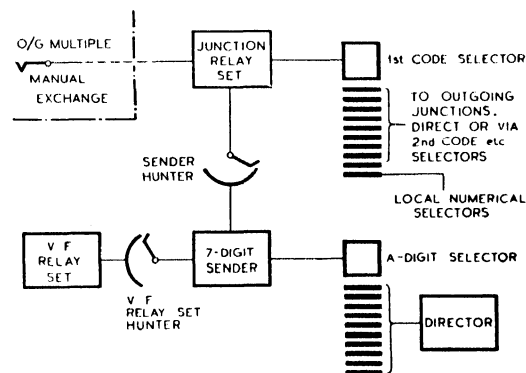 O/G MULTIPLE
MANUAL
EXCHANGE
JUNCTION
RELAY
SET
1st CODE SELECTOR
TO OUTGOING
JUNCTIONS.
DIRECT OR VIA
2nd CODE etc
SELECTORS
LOCAL NUMERICAL
SELECTORS
SENDER
HUNTER
V F
RELAY
SET
V F
RELAY SET
HUNTER
7-DIGIT
SENDER
A-DIGIT SELECTOR
DIRECTOR